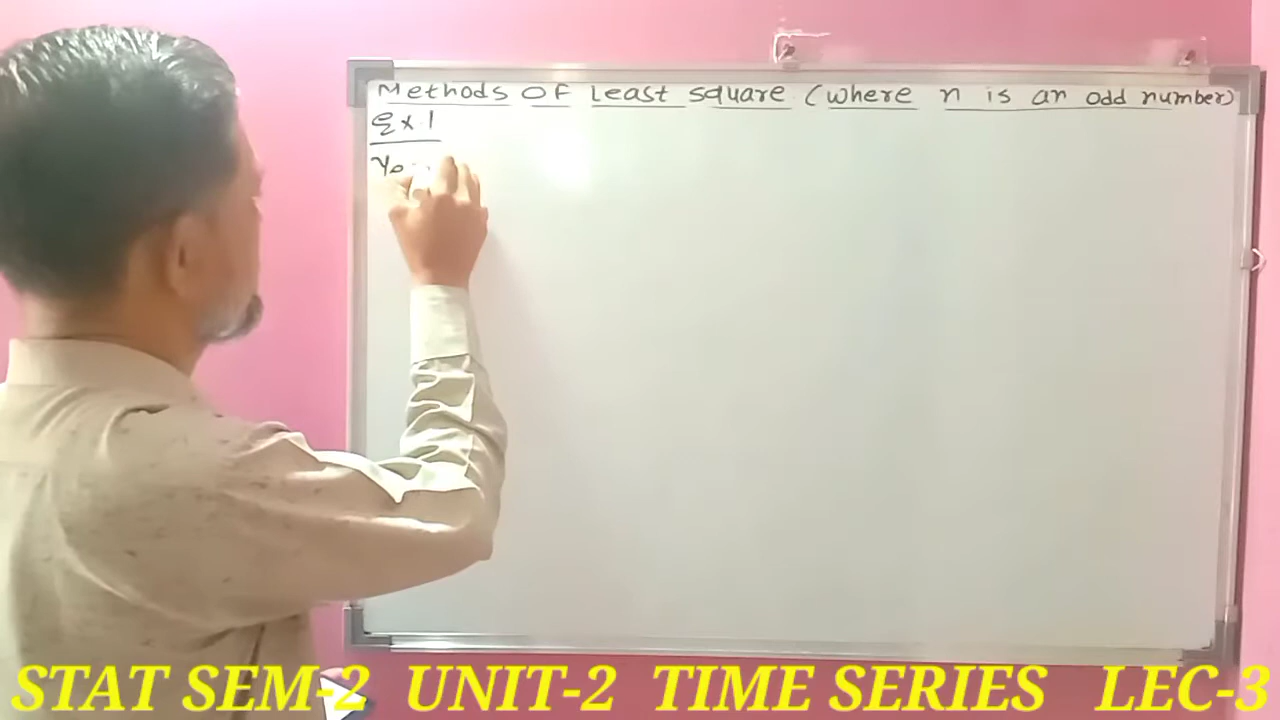 Methods Of Least square (where n is an odd number)
Ex 1
STAT SEM-2 UNIT-2 TIME SERIES LEC-3